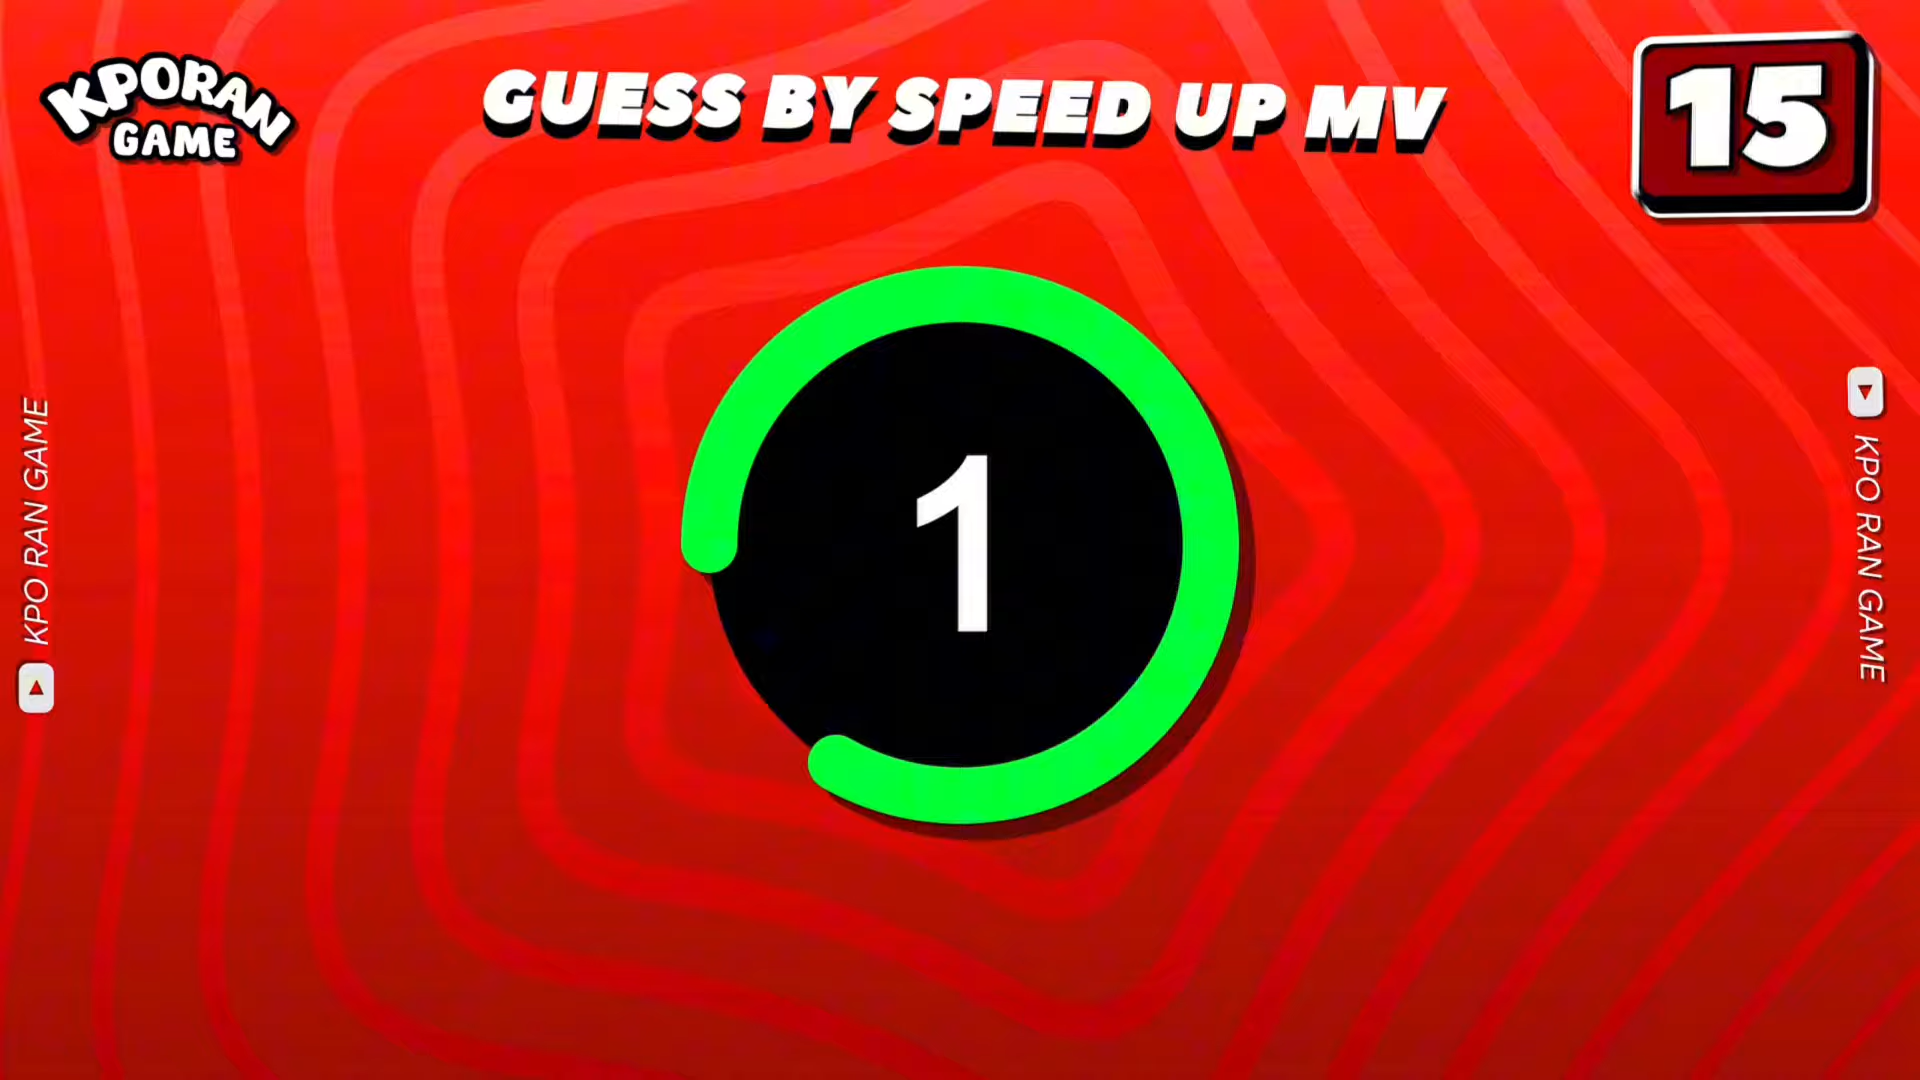 KPORAN
GAME
GUESS BY SPEED UP MV
15
1
KPO RAN GAME
KPO RAN GAME